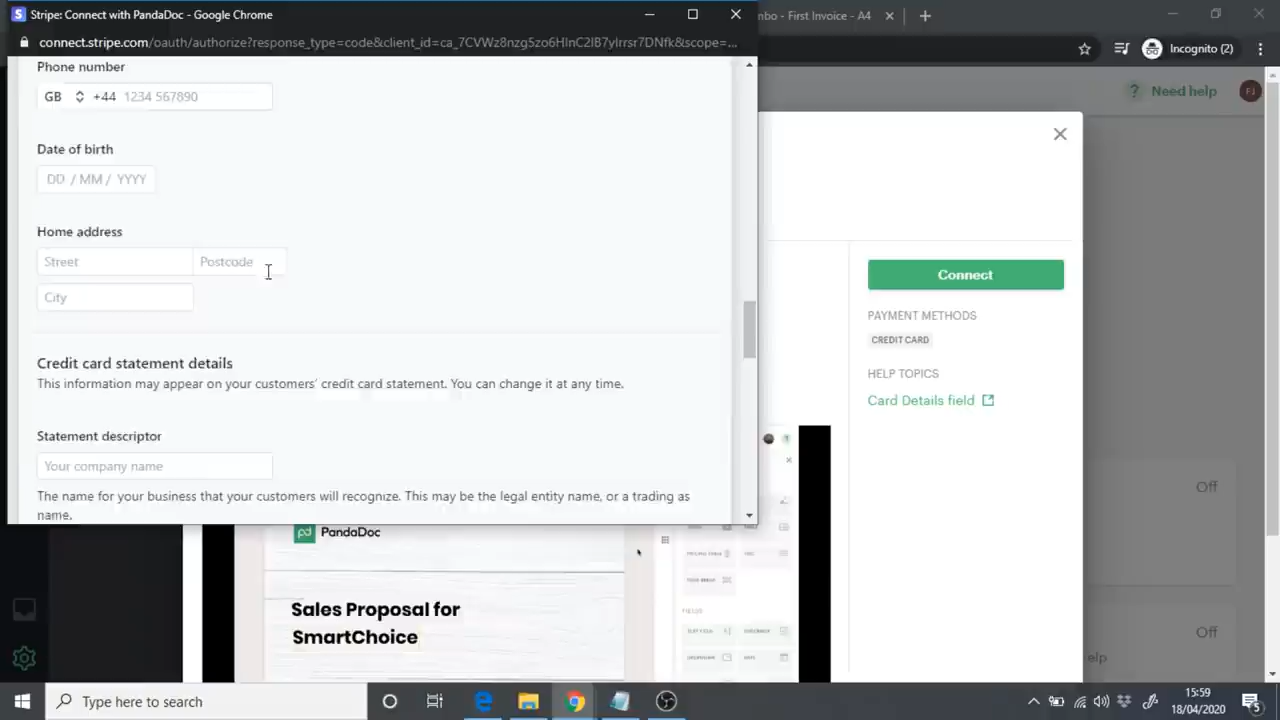 Stripe: Connect with PandaDoc - Google Chrome
mbo - First Invoice - A4
connect.stripe.com/oauth/authorize?response_type=code&client_id=ca_7CVWz8nzg5zo6HInC2IB7yIrrsr7DNfk&scope=...
Incognito (2)
Phone number
GB +44 1234 567890
? Need help
FJ
Date of birth
DD / MM / YYYY
Home address
Street
Postcode
City
Connect
PAYMENT METHODS
CREDIT CARD
HELP TOPICS
Card Details field
Credit card statement details
This information may appear on your customers' credit card statement. You can change it at any time.
Statement descriptor
Your company name
The name for your business that your customers will recognize. This may be the legal entity name, or a trading as
name.
Off
pd PandaDoc
Sales Proposal for
SmartChoice
FIELDS
Off
elp
Type here to search
15:59
18/04/2020
5